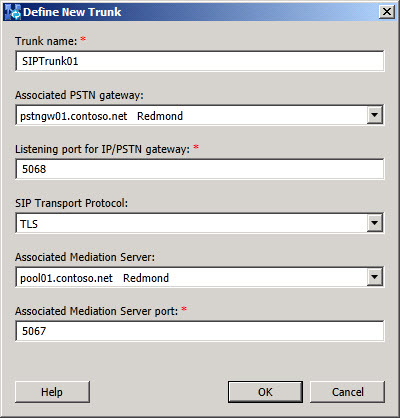 Define New Trunk
Trunk name: *
SIPTrunk01
Associated PSTN gateway:
pstngw01.contoso.net Redmond
Listening port for IP/PSTN gateway: *
5068
SIP Transport Protocol:
TLS
Associated Mediation Server:
pool01.contoso.net Redmond
Associated Mediation Server port: *
5067
Help OK Cancel